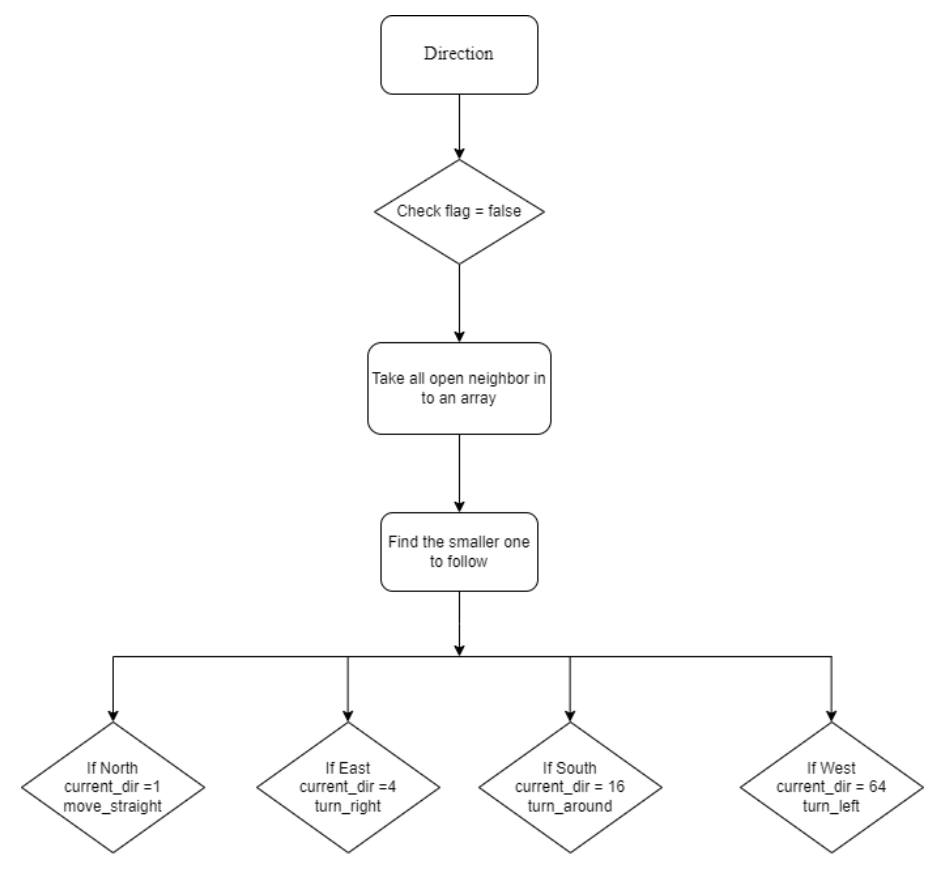 Direction
Check flag = false
Take all open neighbor in
to an array
Find the smaller one
to follow
If North
current_dir =1
move_straight
If East
current_dir =4
turn_right
If South
current_dir = 16
turn_around
If West
current_dir = 64
turn_left